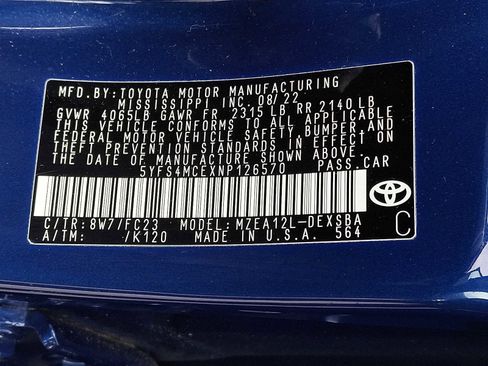 MFD.BY:TOYOTA MOTOR MANUFACTURING
MISSISSIPPI INC. 08/22
GVWR 4065LB GAWR FR 2315 LB RR 2140 LB
THIS VEHICLE CONFORMS TO ALL APPLICABLE
FEDERAL MOTOR VEHICLE SAFETY, BUMPER, AND
THEFT PREVENTION STANDARDS IN EFFECT ON
THE DATE OF MANUFACTURE SHOWN ABOVE.
5YFS4MCEXNP126570 PASS.CAR
C/TR: 8W7/FC23 MODEL: MZEA12L-DEXSBA
A/TM: /K120 MADE IN U.S.A. 564
C